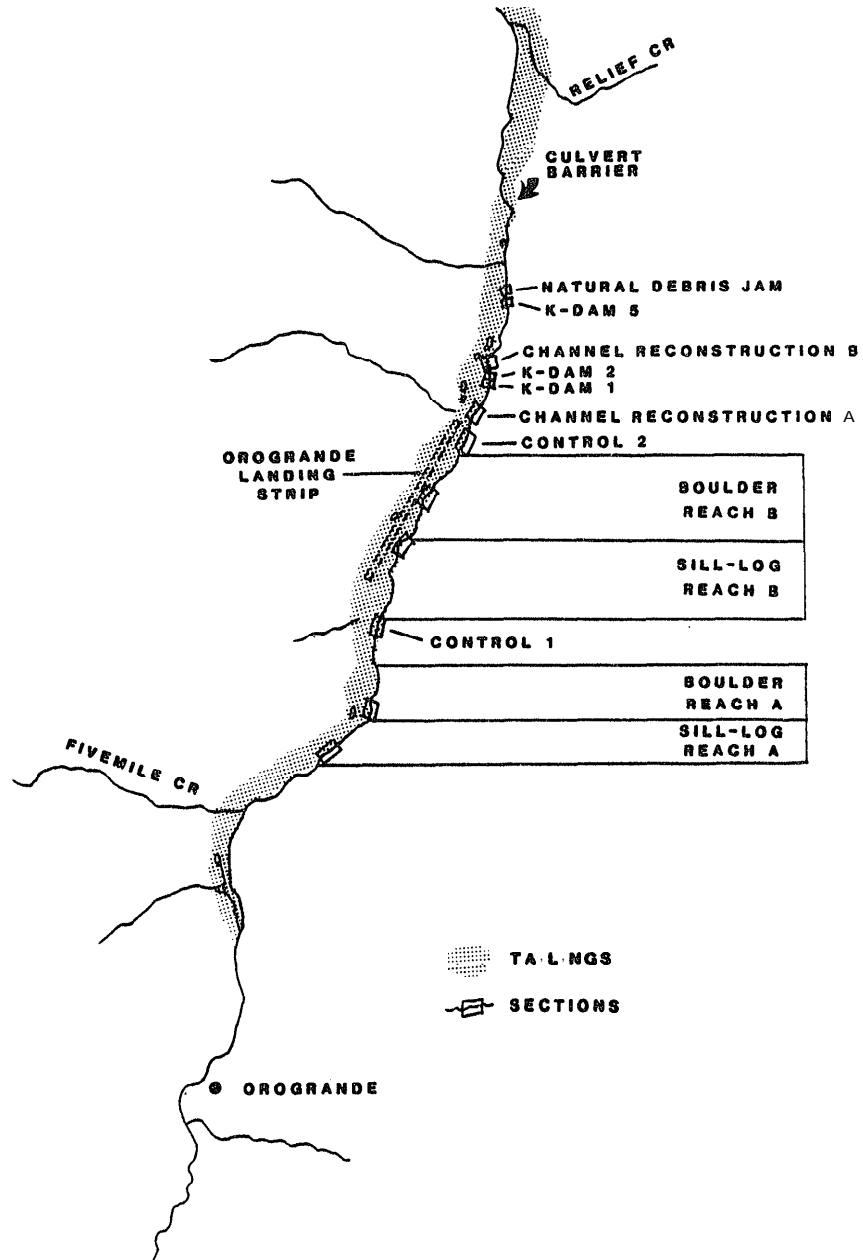 RELIEF CR
CULVERT
BARRIER
NATURAL DEBRIS JAM
K-DAM 5
CHANNEL RECONSTRUCTION B
K-DAM 2
K-DAM 1
CHANNEL RECONSTRUCTION A
CONTROL 2
OROGRANDE
LANDING
STRIP
BOULDER
REACH B
SILL-LOG
REACH B
CONTROL 1
BOULDER
REACH A
SILL-LOG
REACH A
FIVEMILE CR
TAILINGS
SECTIONS
OROGRANDE